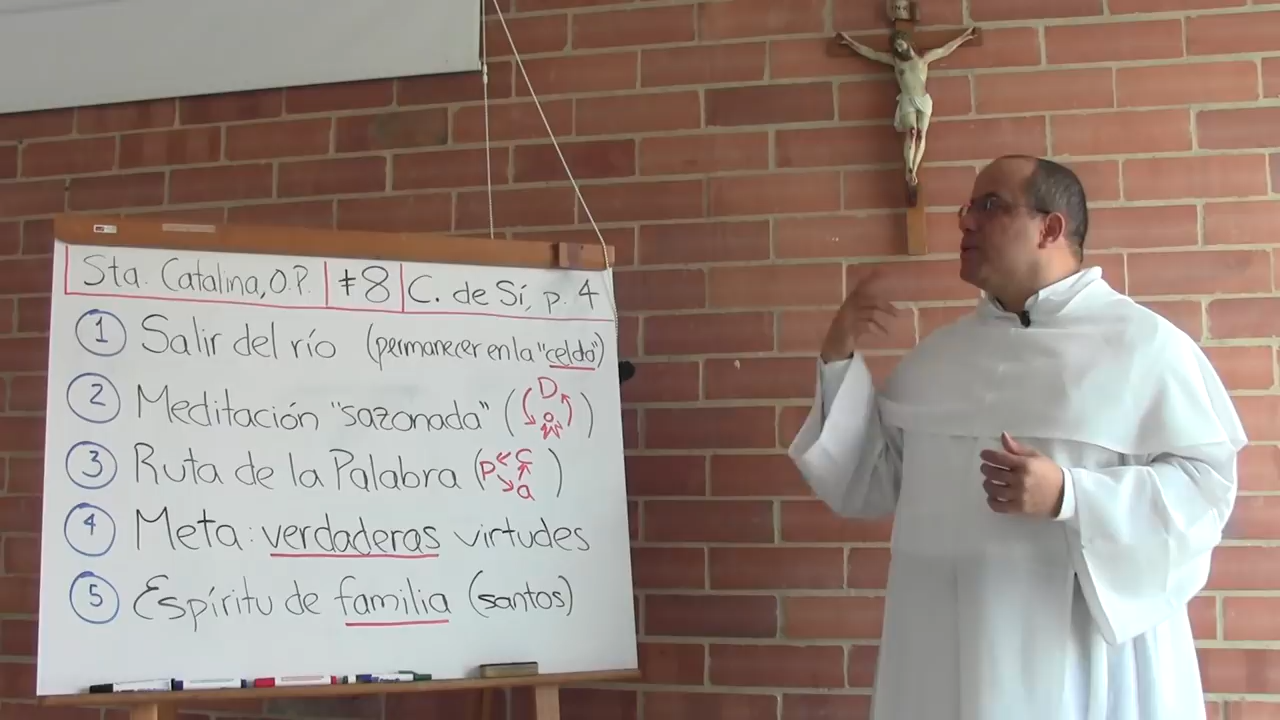 Sta. Catalina, O.P. #8 C. de Sí, p. 4
1 Salir del río (permanecer en la "celda")
2 Meditación "sazonada" ( D )
3 Ruta de la Palabra (P C a)
4 Meta: verdaderas virtudes
5 Espíritu de familia (santos)